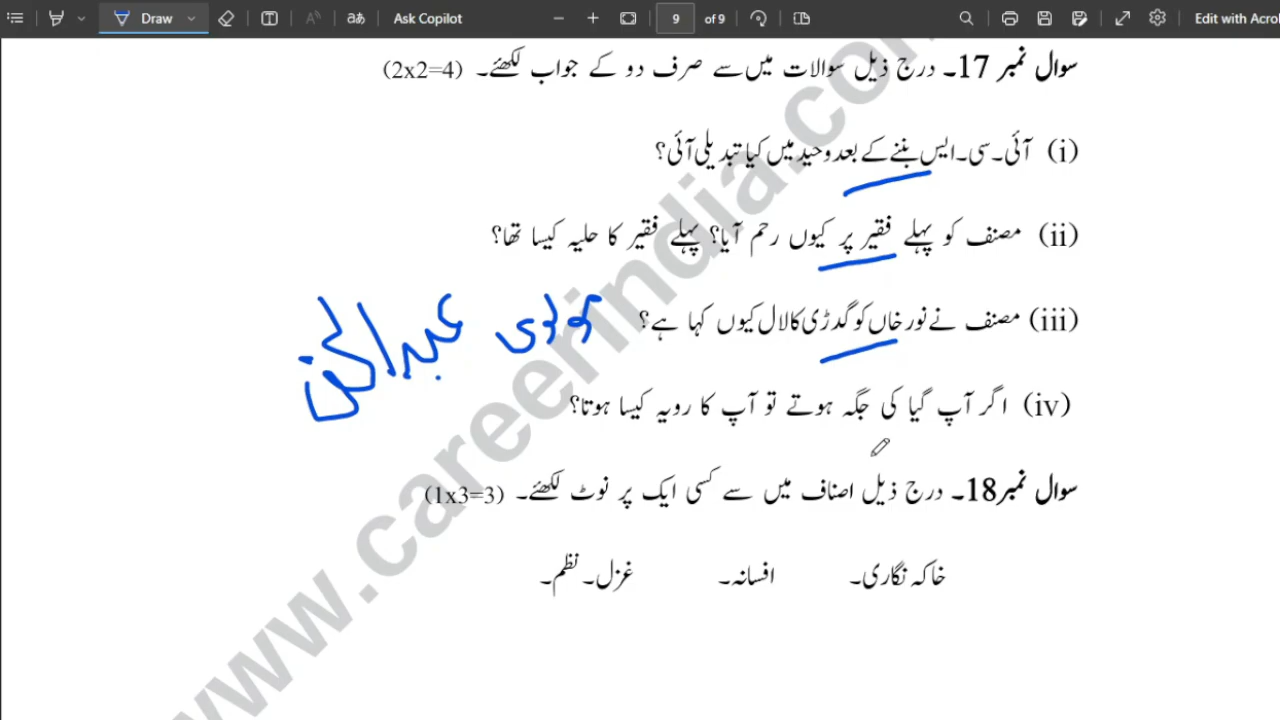 Draw
aあ
Ask Copilot
9
of 9
Edit with Acro
سوال نمبر 17۔ درج ذیل سوالات میں سے صرف دو کے جواب لکھئے۔ (2x2=4)
(i) آئی۔سی۔ایس بننے کے بعد وحید میں کیا تبدیلی آئی؟
(ii) مصنف کو پہلے فقیر پر کیوں رحم آیا؟ پہلے فقیر کا حلیہ کیسا تھا؟
(iii) مصنف نے نور خاں کو گدڑی کا لال کیوں کہا ہے؟
مولوی عبدالحق
(iv) اگر آپ گیا کی جگہ ہوتے تو آپ کا رویہ کیسا ہوتا؟
سوال نمبر 18۔ درج ذیل اصناف میں سے کسی ایک پر نوٹ لکھئے۔ (1x3=3)
خاکہ نگاری۔ افسانہ۔ غزل۔ نظم۔
www.careerindia.com